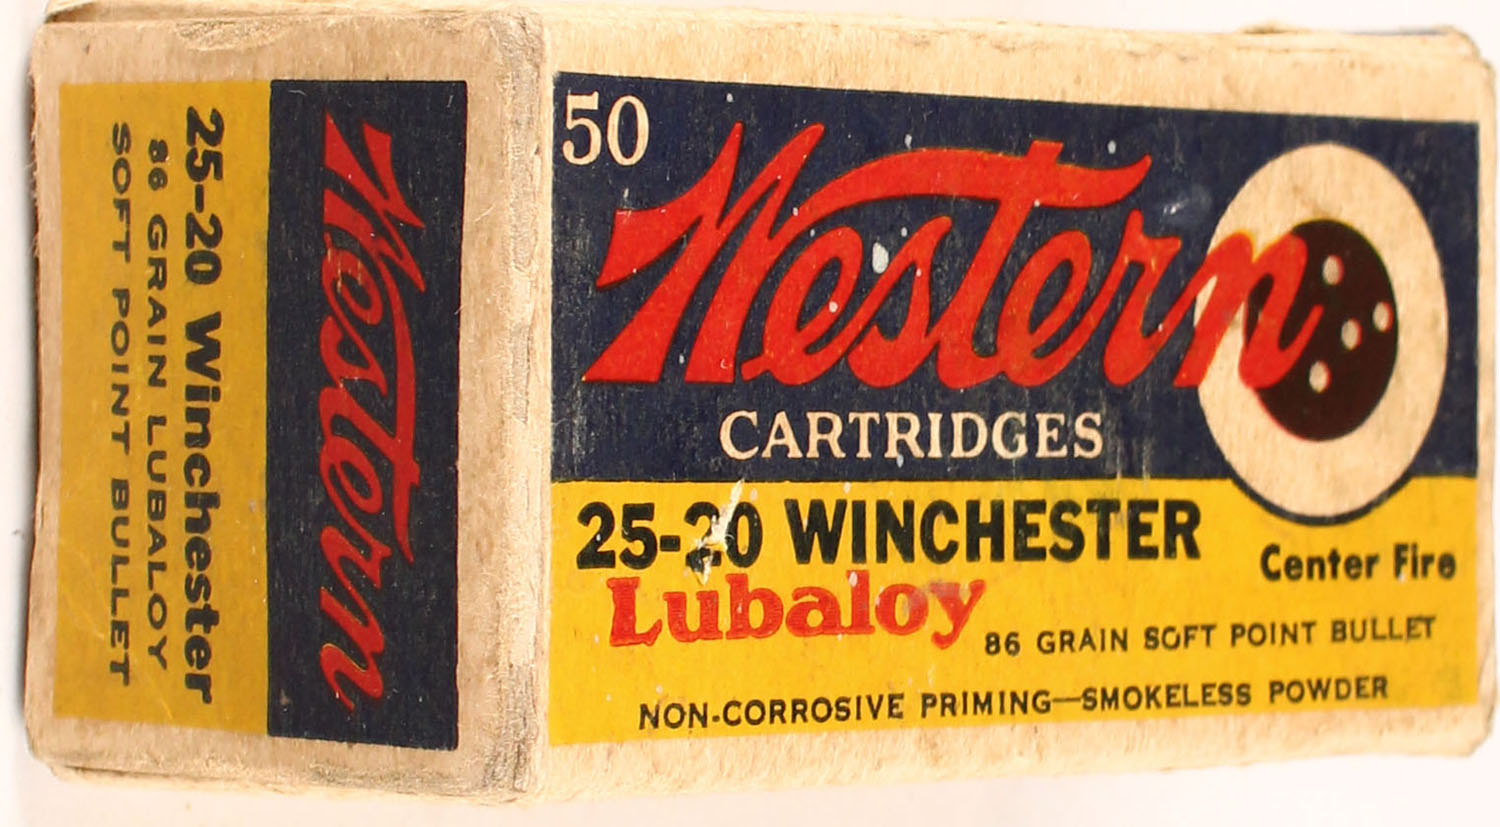 50
Western
CARTRIDGES
25-20 WINCHESTER
Center Fire
Lubaloy
86 GRAIN SOFT POINT BULLET
NON-CORROSIVE PRIMING—SMOKELESS POWDER
Western
25-20 Winchester
86 GRAIN LUBALOY
SOFT POINT BULLET